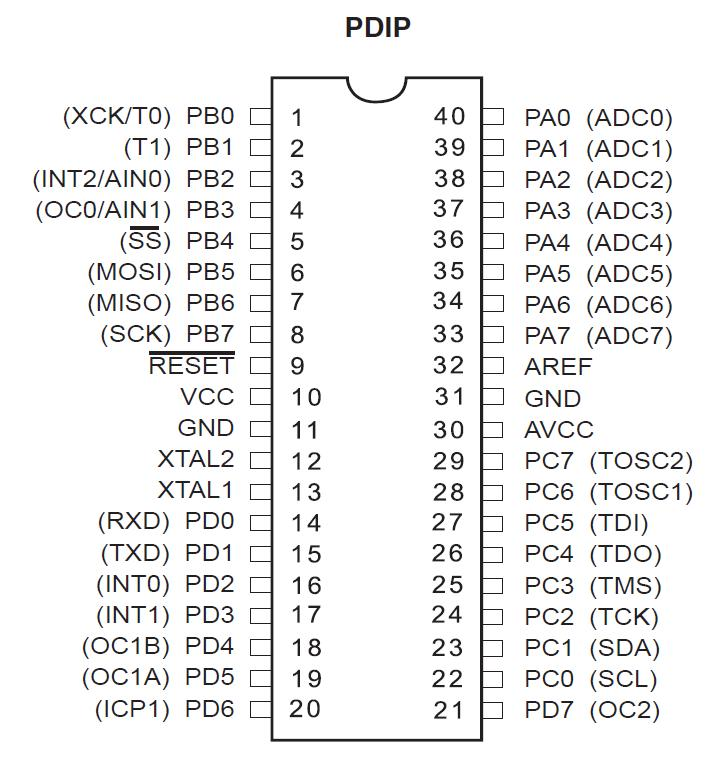 PDIP
(XCK/T0) PB0 1 40 PA0 (ADC0)
(T1) PB1 2 39 PA1 (ADC1)
(INT2/AIN0) PB2 3 38 PA2 (ADC2)
(OC0/AIN1) PB3 4 37 PA3 (ADC3)
(S̅S̅) PB4 5 36 PA4 (ADC4)
(MOSI) PB5 6 35 PA5 (ADC5)
(MISO) PB6 7 34 PA6 (ADC6)
(SCK) PB7 8 33 PA7 (ADC7)
R̅E̅S̅E̅T̅ 9 32 AREF
VCC 10 31 GND
GND 11 30 AVCC
XTAL2 12 29 PC7 (TOSC2)
XTAL1 13 28 PC6 (TOSC1)
(RXD) PD0 14 27 PC5 (TDI)
(TXD) PD1 15 26 PC4 (TDO)
(INT0) PD2 16 25 PC3 (TMS)
(INT1) PD3 17 24 PC2 (TCK)
(OC1B) PD4 18 23 PC1 (SDA)
(OC1A) PD5 19 22 PC0 (SCL)
(ICP1) PD6 20 21 PD7 (OC2)